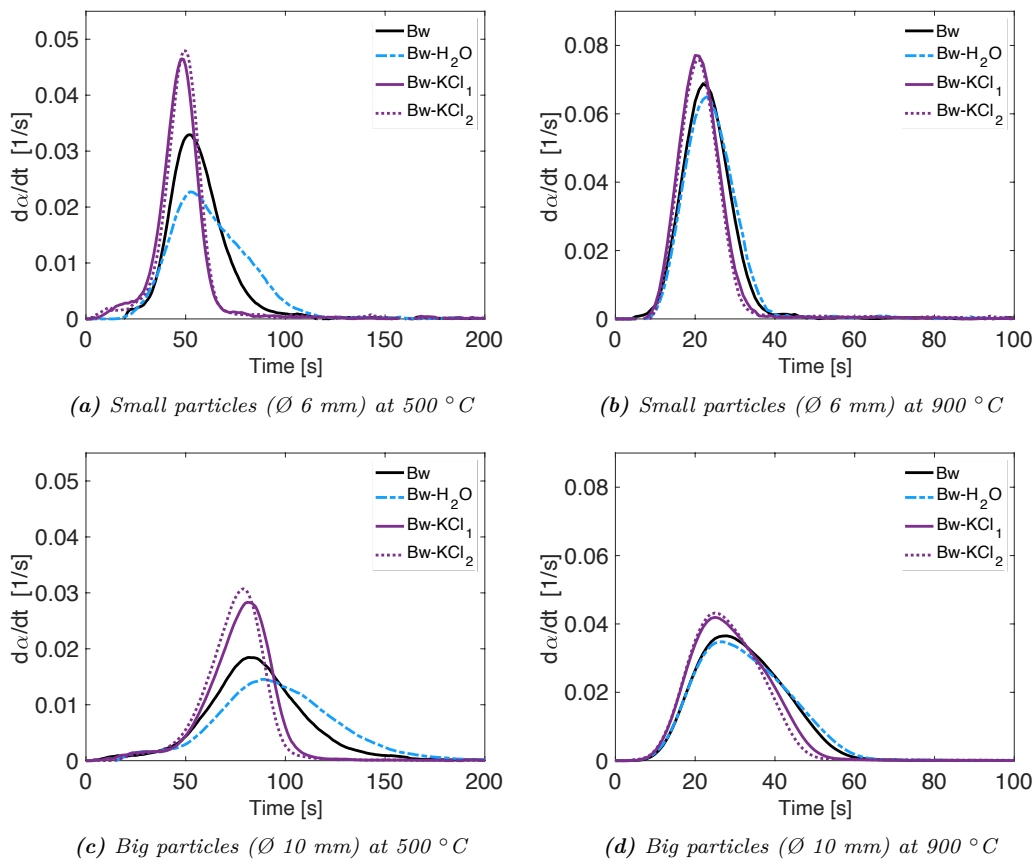 0.05
0.04
0.03
0.02
0.01
0
dα/dt [1/s]
0 50 100 150 200
Time [s]
Bw
Bw-H₂O
Bw-KCl₁
Bw-KCl₂
(a) Small particles (Ø 6 mm) at 500 °C
0.08
0.06
0.04
0.02
0
dα/dt [1/s]
0 20 40 60 80 100
Time [s]
Bw
Bw-H₂O
Bw-KCl₁
Bw-KCl₂
(b) Small particles (Ø 6 mm) at 900 °C
0.05
0.04
0.03
0.02
0.01
0
dα/dt [1/s]
0 50 100 150 200
Time [s]
Bw
Bw-H₂O
Bw-KCl₁
Bw-KCl₂
(c) Big particles (Ø 10 mm) at 500 °C
0.08
0.06
0.04
0.02
0
dα/dt [1/s]
0 20 40 60 80 100
Time [s]
Bw
Bw-H₂O
Bw-KCl₁
Bw-KCl₂
(d) Big particles (Ø 10 mm) at 900 °C